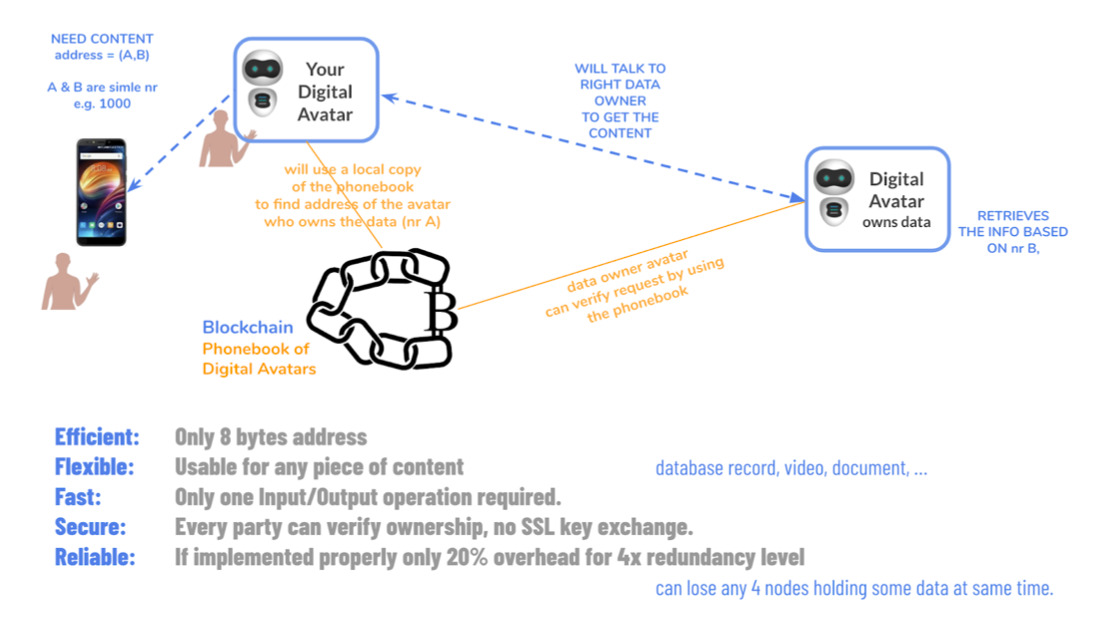 NEED CONTENT
address = (A,B)
A & B are simle nr
e.g. 1000
Your
Digital
Avatar
WILL TALK TO
RIGHT DATA
OWNER
TO GET THE
CONTENT
will use a local copy
of the phonebook
to find address of the avatar
who owns the data (nr A)
Digital
Avatar
owns data
RETRIEVES
THE INFO BASED
ON nr B,
data owner avatar
can verify request by using
the phonebook
B
Blockchain
Phonebook of
Digital Avatars
Efficient: Only 8 bytes address
Flexible: Usable for any piece of content database record, video, document, ...
Fast: Only one Input/Output operation required.
Secure: Every party can verify ownership, no SSL key exchange.
Reliable: If implemented properly only 20% overhead for 4x redundancy level
can lose any 4 nodes holding some data at same time.